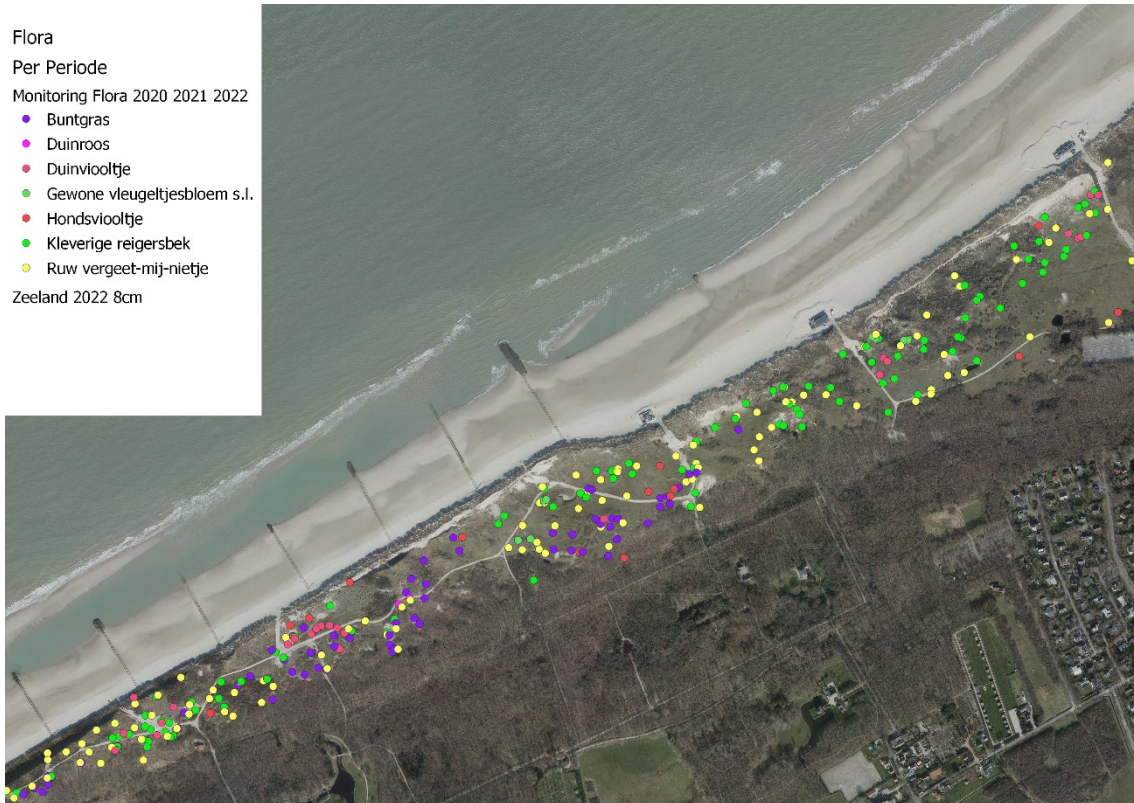 Flora
Per Periode
Monitoring Flora 2020 2021 2022
Buntgras
Duinroos
Duinviooltje
Gewone vleugeltjesbloem s.l.
Hondsviooltje
Kleverige reigersbek
Ruw vergeet-mij-nietje
Zeeland 2022 8cm